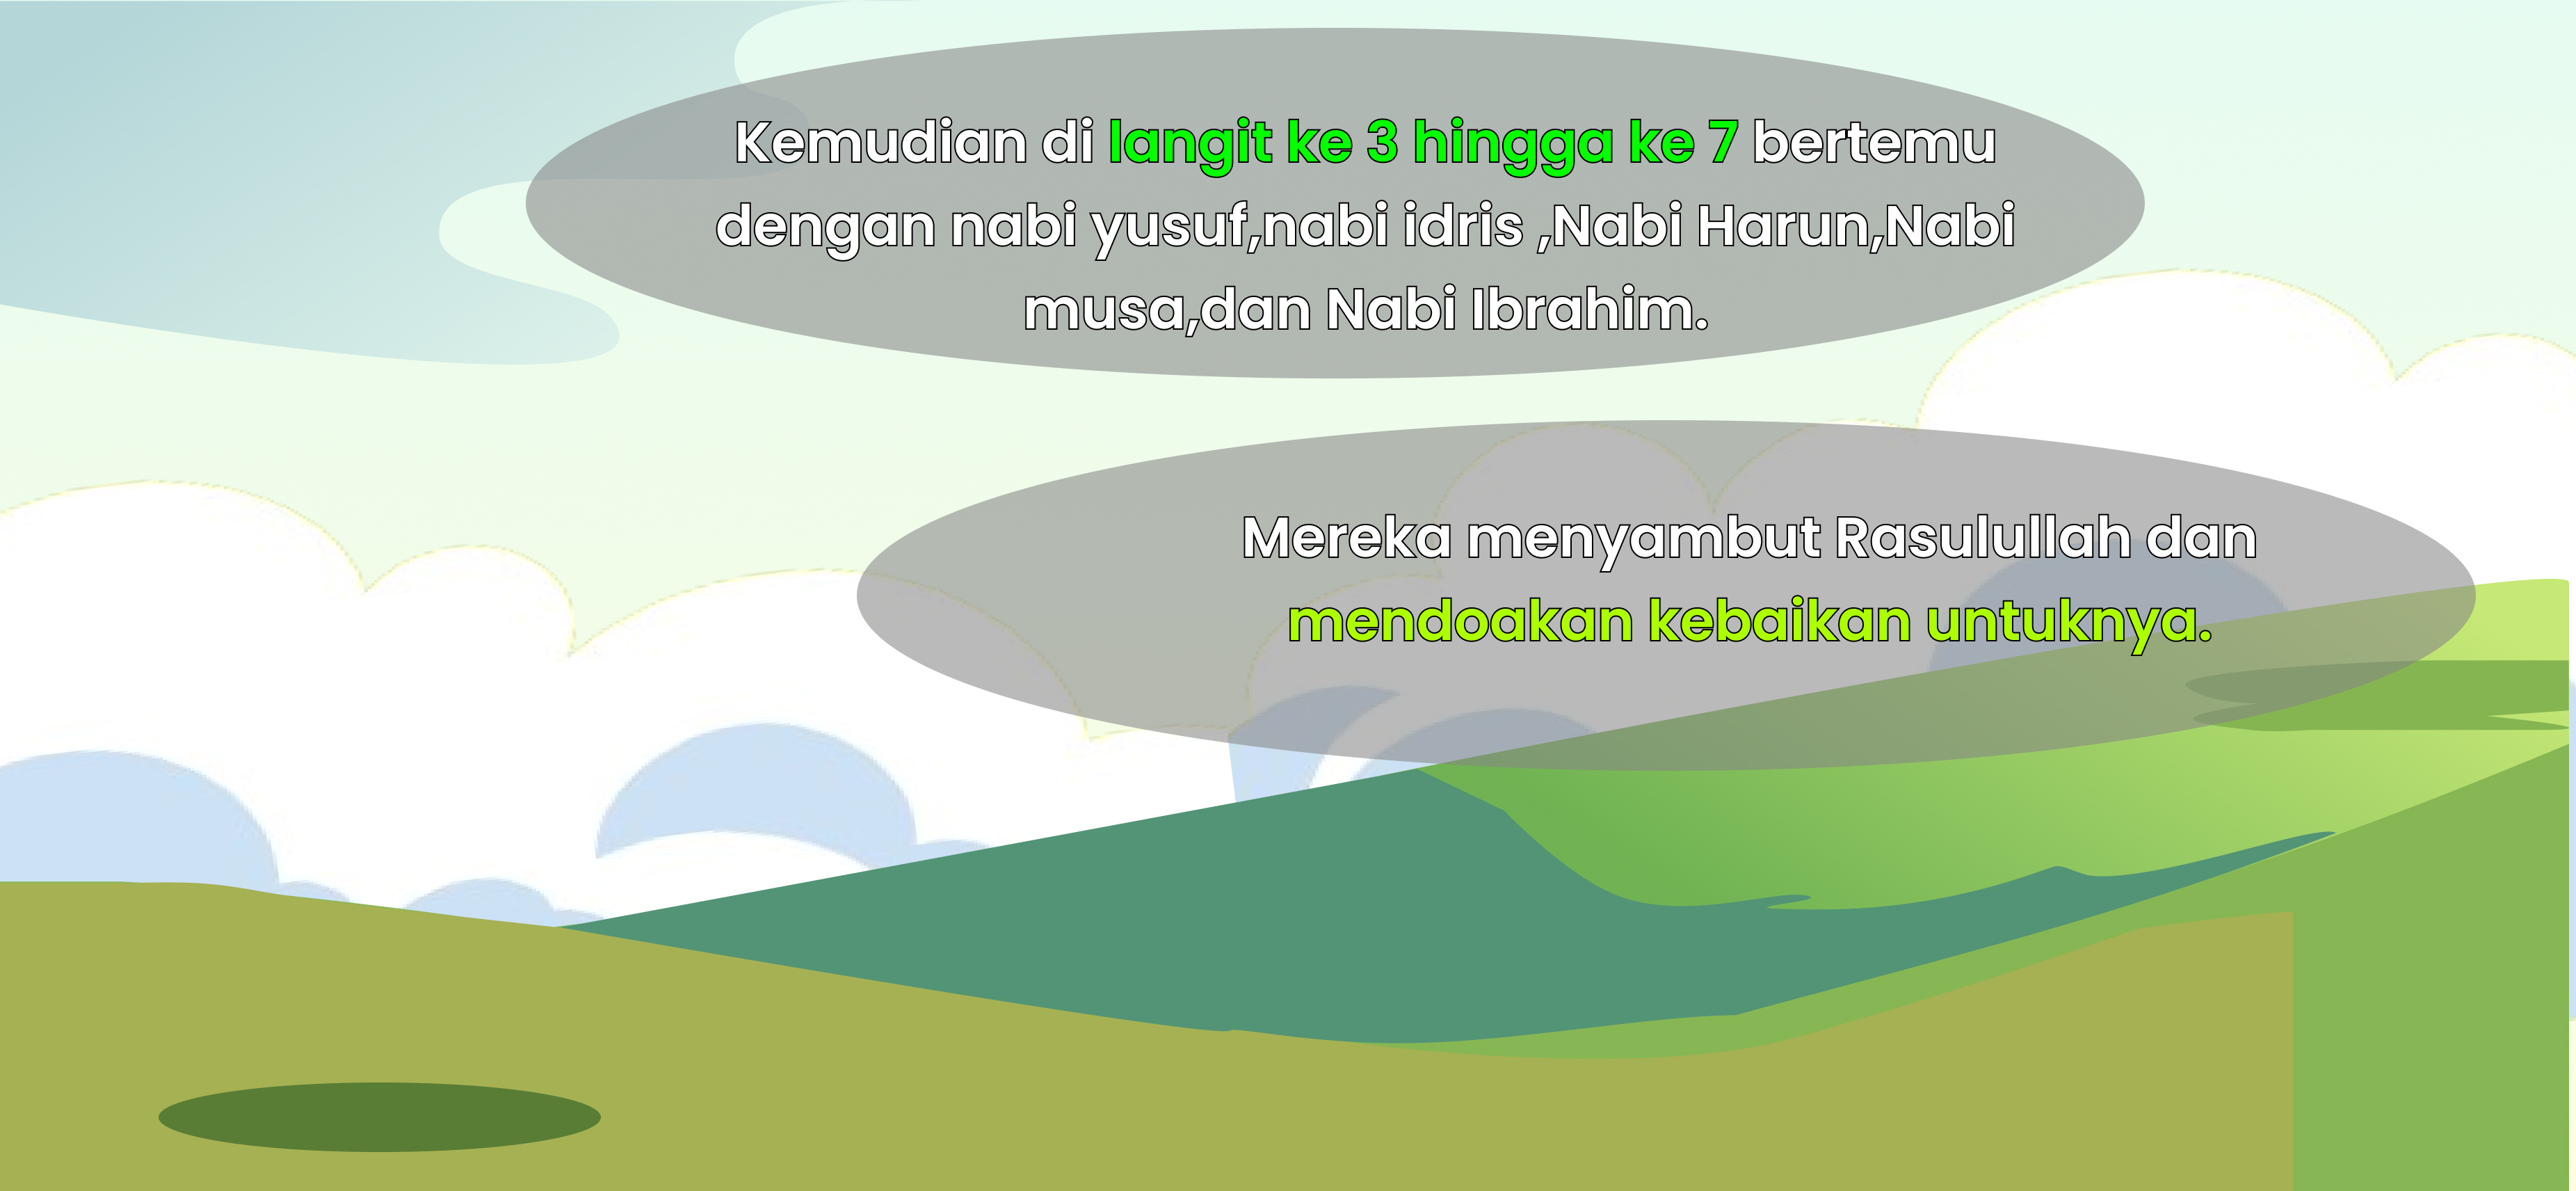 Kemudian di langit ke 3 hingga ke 7 bertemu
dengan nabi yusuf,nabi idris ,Nabi Harun,Nabi
musa,dan Nabi Ibrahim.
Mereka menyambut Rasulullah dan
mendoakan kebaikan untuknya.